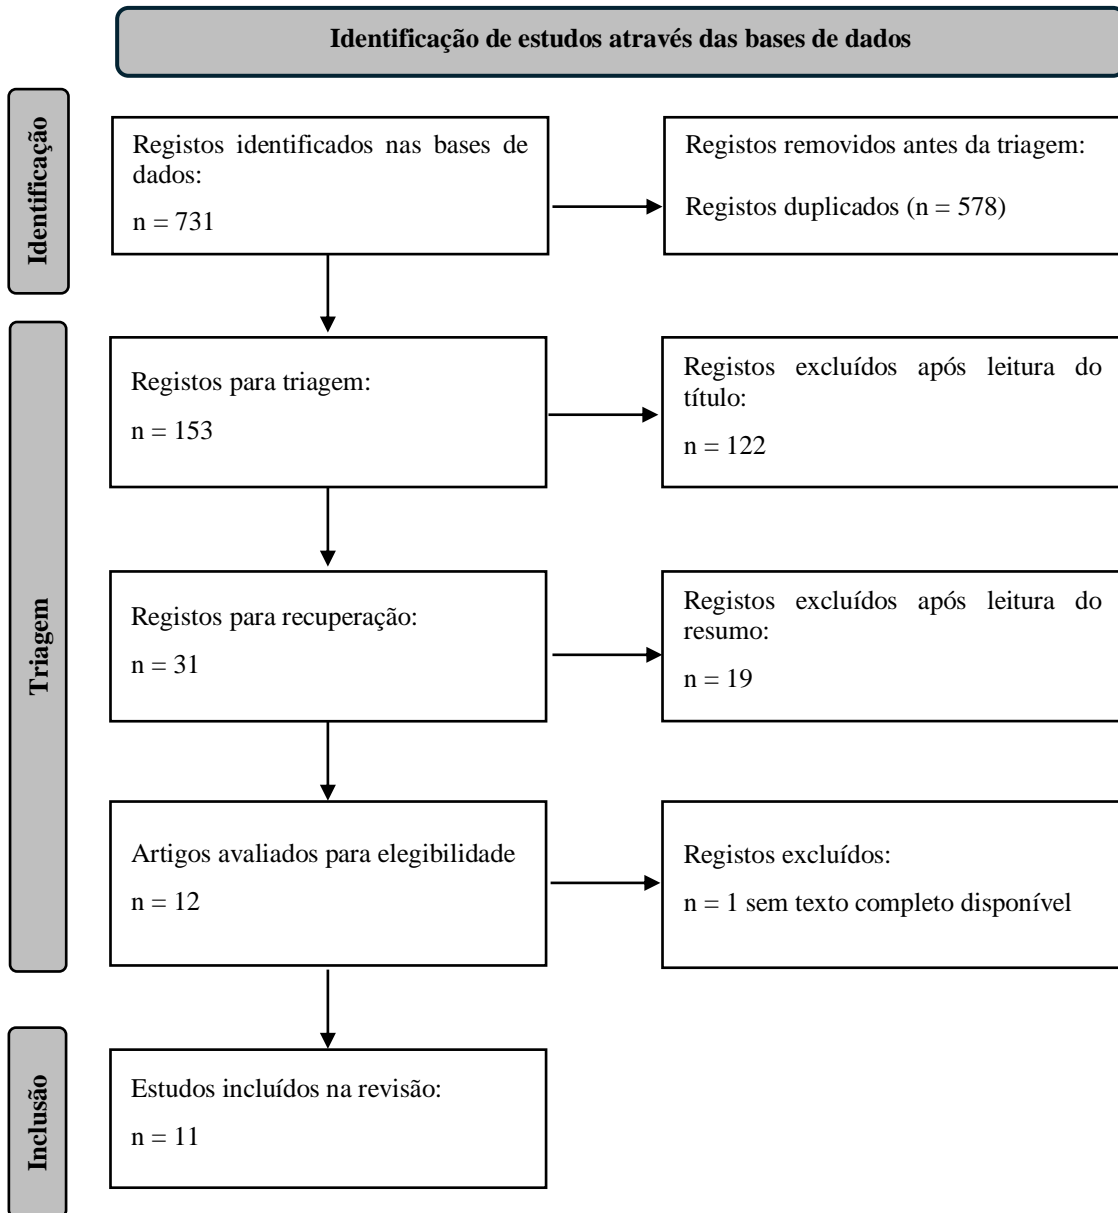 Identificação de estudos através das bases de dados
Identificação
Registos identificados nas bases de
dados:
n = 731
Registos removidos antes da triagem:
Registos duplicados (n = 578)
Triagem
Registos para triagem:
n = 153
Registos excluídos após leitura do
título:
n = 122
Registos para recuperação:
n = 31
Registos excluídos após leitura do
resumo:
n = 19
Artigos avaliados para elegibilidade
n = 12
Registos excluídos:
n = 1 sem texto completo disponível
Inclusão
Estudos incluídos na revisão:
n = 11